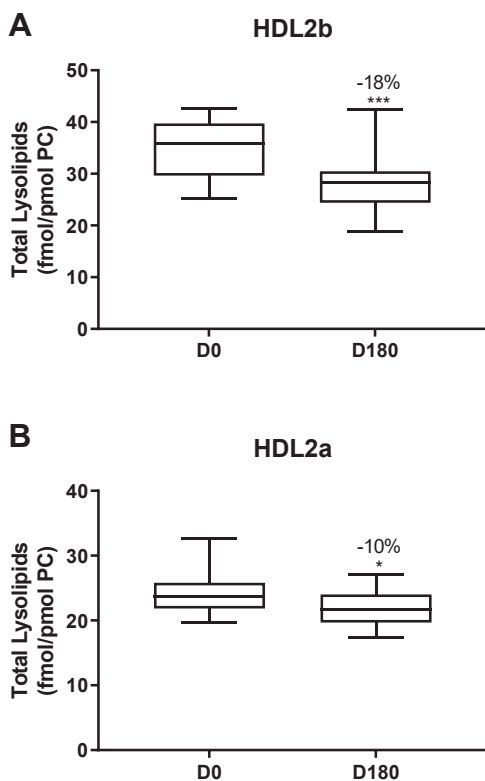 A
HDL2b
Total Lysolipids
(fmol/pmol PC)
50
40
30
20
10
0
-18%
***
D0
D180
B
HDL2a
Total Lysolipids
(fmol/pmol PC)
40
30
20
10
0
-10%
*
D0
D180